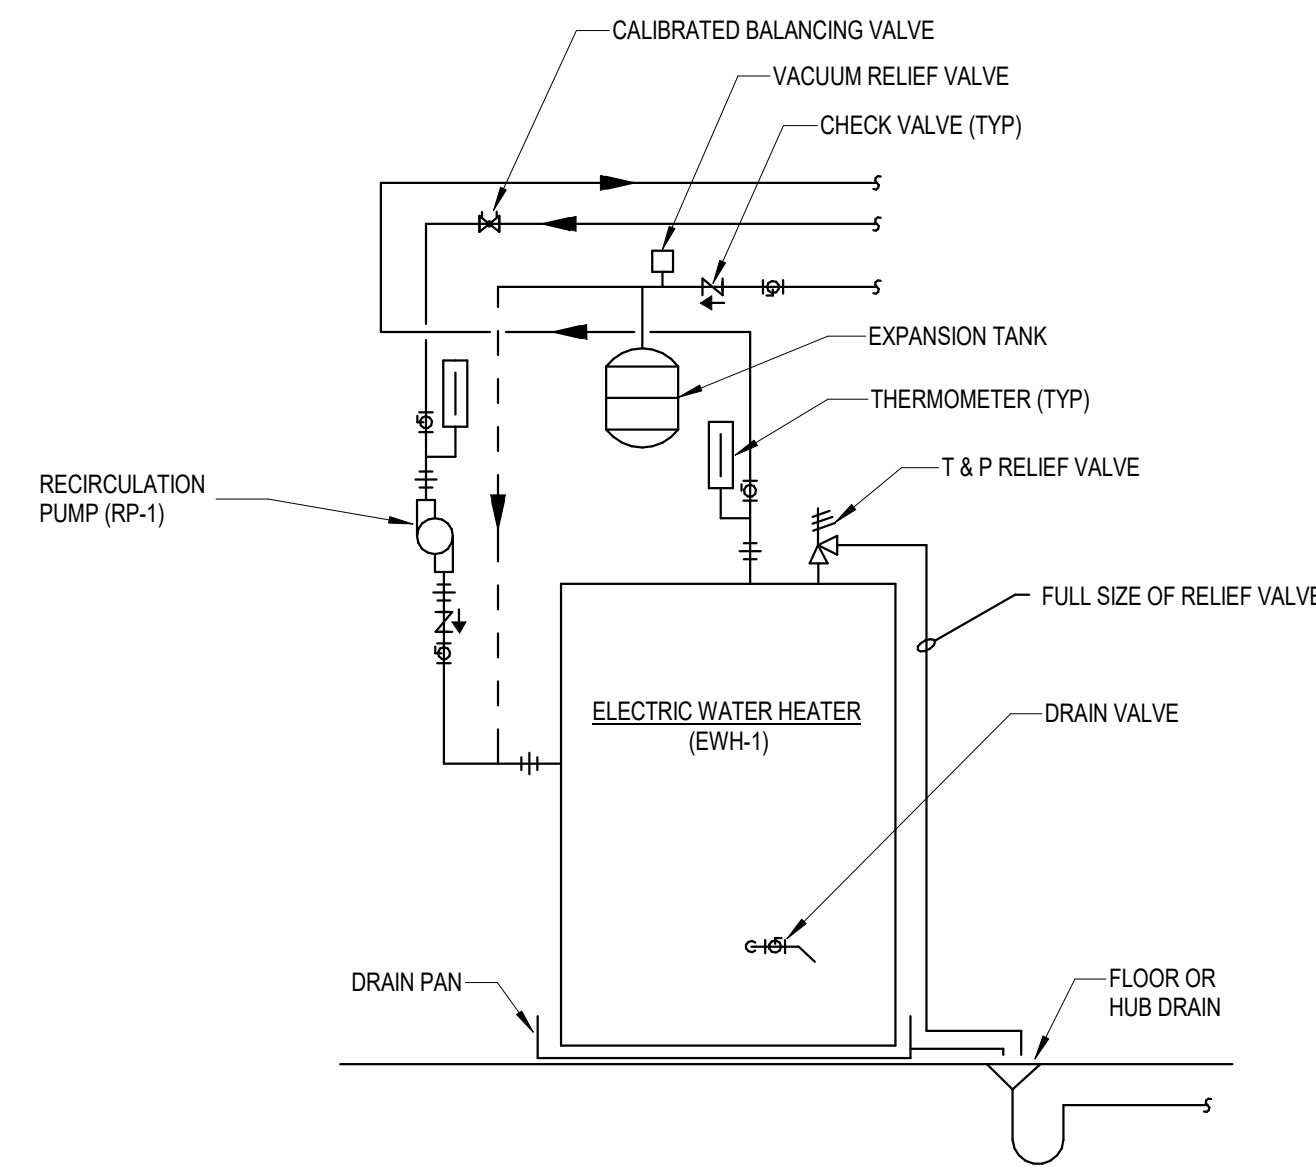 CALIBRATED BALANCING VALVE
VACUUM RELIEF VALVE
CHECK VALVE (TYP)
EXPANSION TANK
THERMOMETER (TYP)
T & P RELIEF VALVE
RECIRCULATION
PUMP (RP-1)
FULL SIZE OF RELIEF VALVE
ELECTRIC WATER HEATER
(EWH-1)
DRAIN VALVE
DRAIN PAN
FLOOR OR
HUB DRAIN